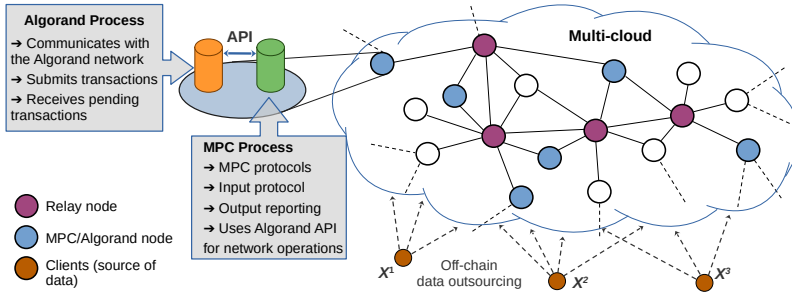 Algorand Process
➔ Communicates with
the Algorand network
➔ Submits transactions
➔ Receives pending
transactions
API
Multi-cloud
MPC Process
➔ MPC protocols
➔ Input protocol
➔ Output reporting
➔ Uses Algorand API
for network operations
Relay node
MPC/Algorand node
Clients (source of
data)
X¹
Off-chain
data outsourcing
X²
X³